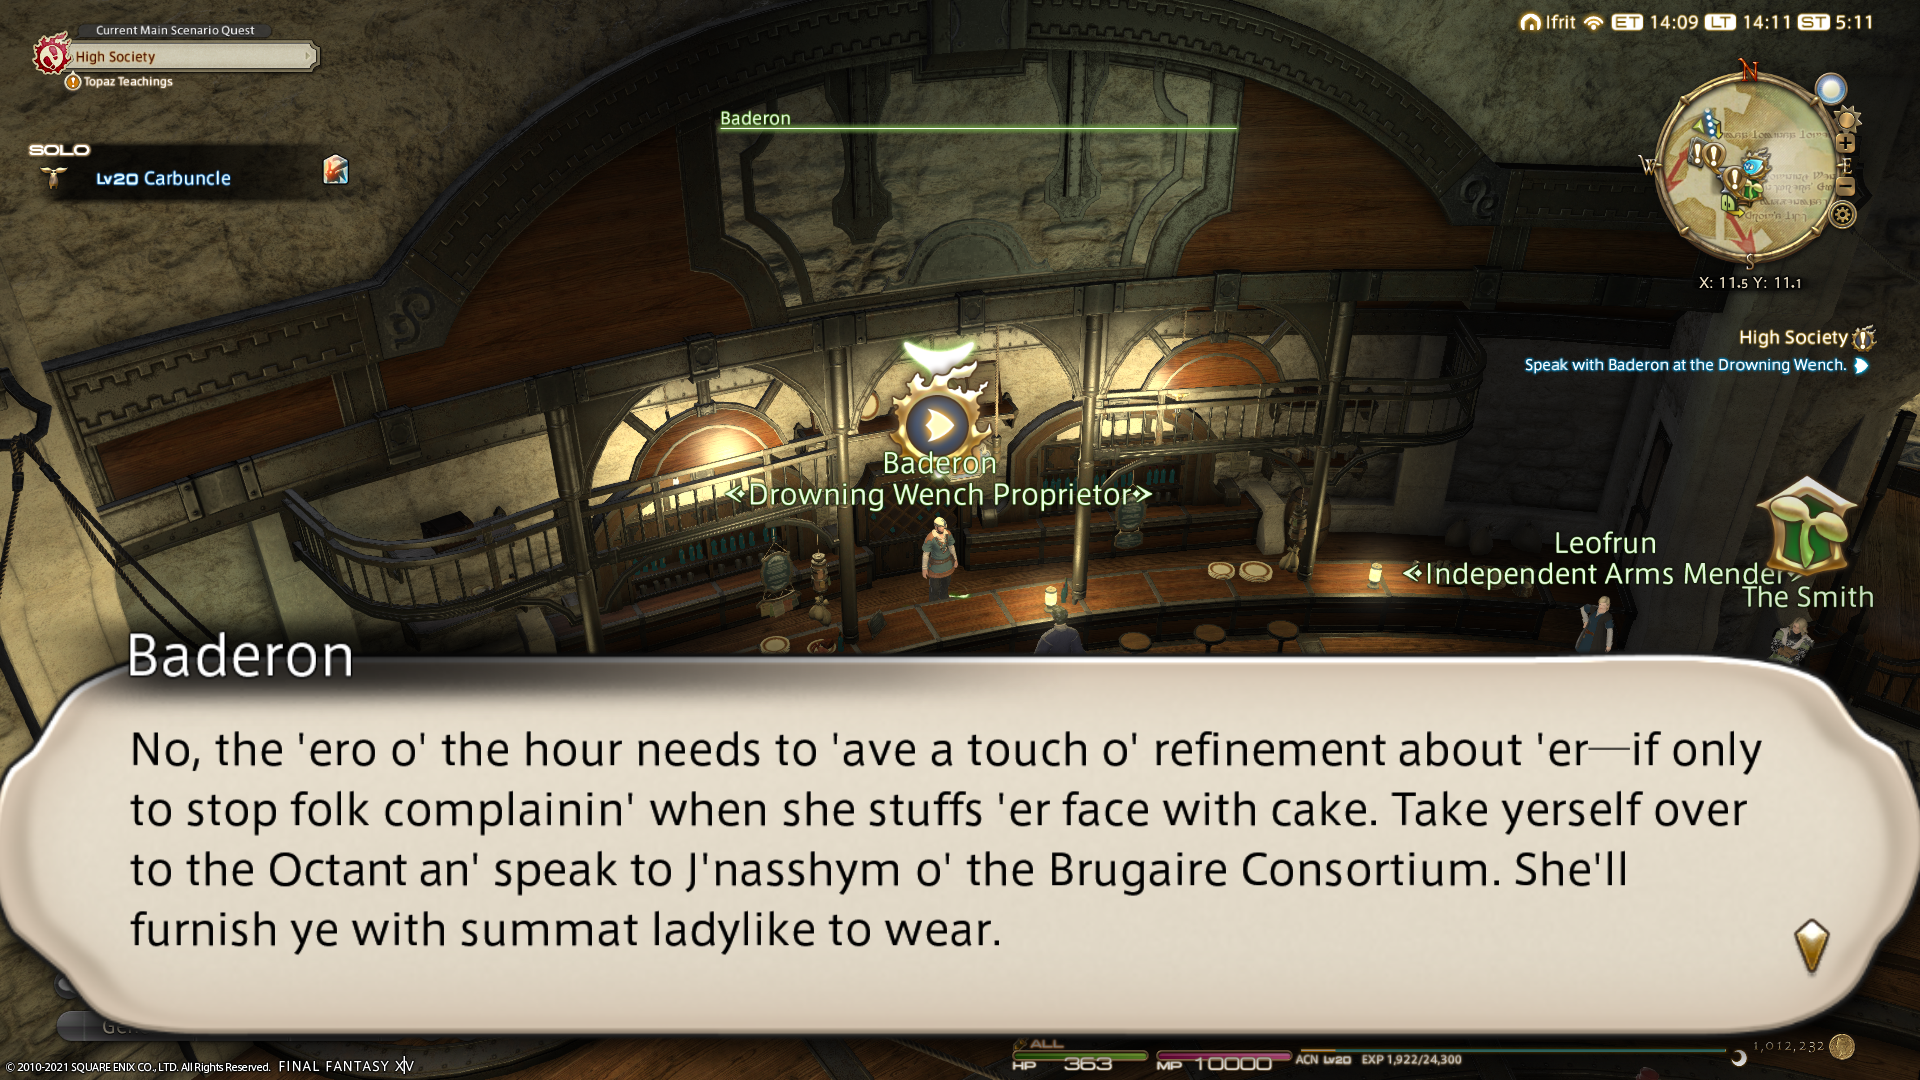 Current Main Scenario Quest
High Society
Topaz Teachings
SOLO
Lv20 Carbuncle
Baderon
Ifrit ET 14:09 LT 14:11 ST 5:11
N
W
E
S
X: 11.5 Y: 11.1
High Society
Speak with Baderon at the Drowning Wench.
Baderon
«Drowning Wench Proprietor»
Leofrun
«Independent Arms Mender»
The Smith
Baderon
No, the 'ero o' the hour needs to 'ave a touch o' refinement about 'er—if only
to stop folk complainin' when she stuffs 'er face with cake. Take yerself over
to the Octant an' speak to J'nasshym o' the Brugaire Consortium. She'll
furnish ye with summat ladylike to wear.
ALL
HP 363 MP 10000 ACN Lv20 EXP 1,922/24,300
1,012,232
© 2010-2021 SQUARE ENIX CO., LTD. All Rights Reserved. FINAL FANTASY XIV